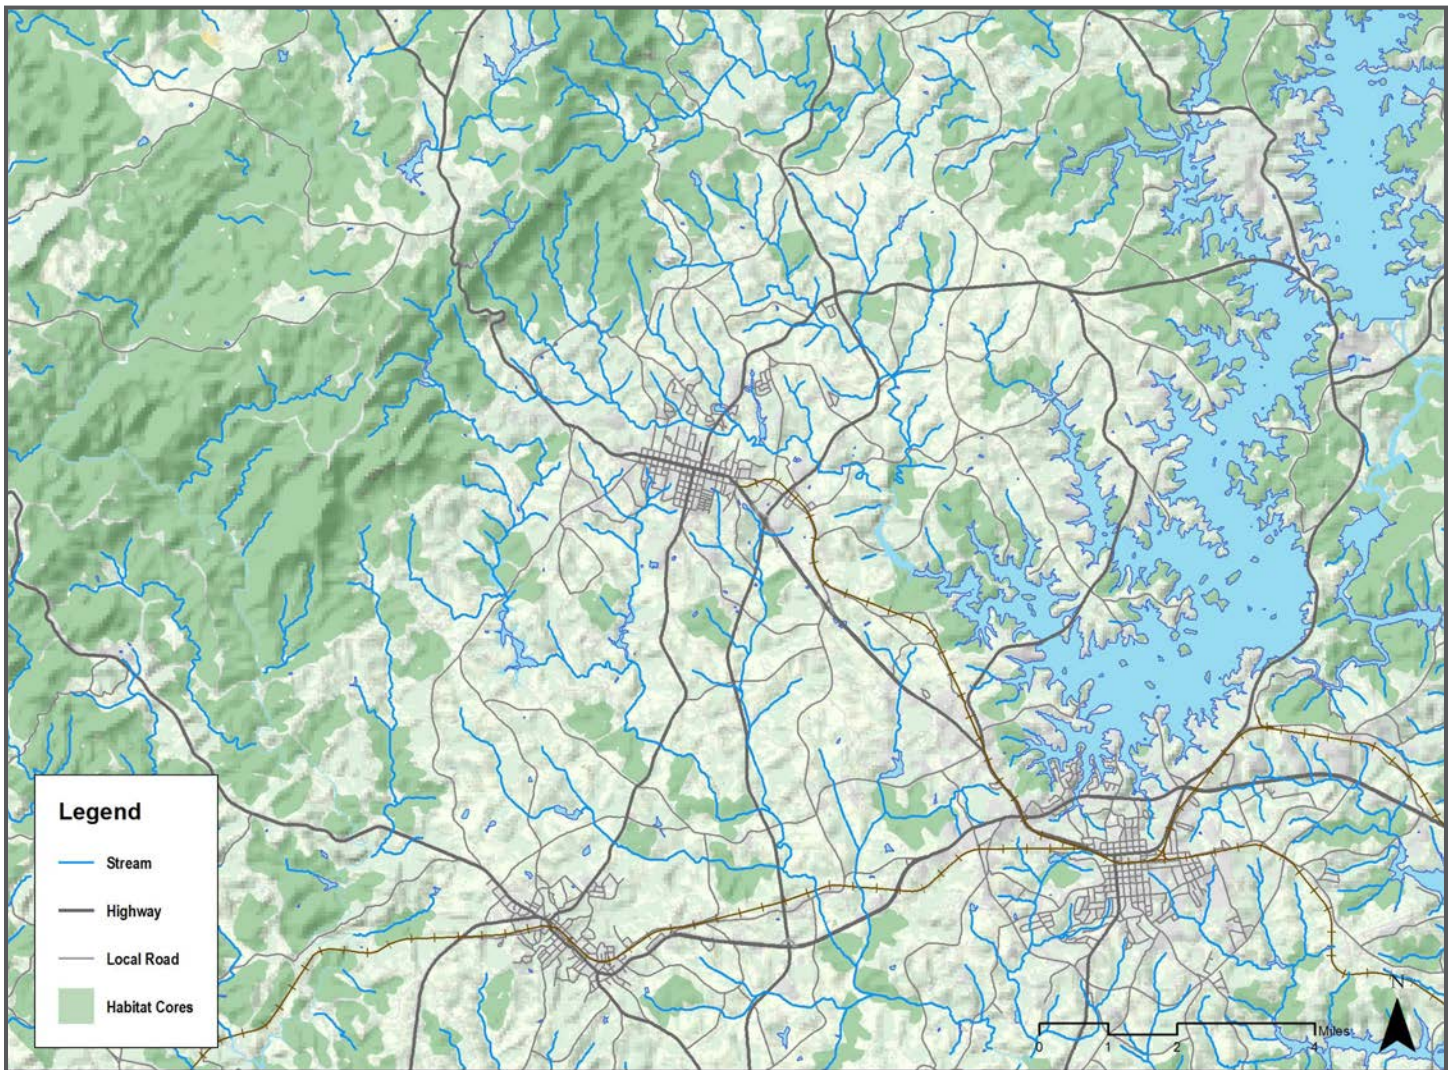 Legend
Stream
Highway
Local Road
Habitat Cores
N
Miles
0 1 2 4